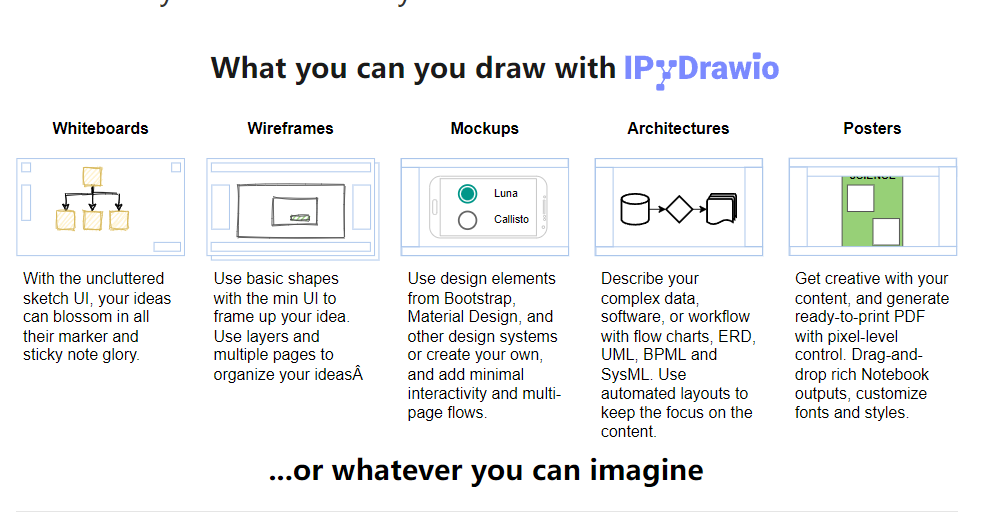 What you can you draw with IPyDrawio
Whiteboards
Wireframes
Mockups
Architectures
Posters
Luna
Callisto
SCIENCE
With the uncluttered
sketch UI, your ideas
can blossom in all
their marker and
sticky note glory.
Use basic shapes
with the min UI to
frame up your idea.
Use layers and
multiple pages to
organize your ideasÂ
Use design elements
from Bootstrap,
Material Design, and
other design systems
or create your own,
and add minimal
interactivity and multi-
page flows.
Describe your
complex data,
software, or workflow
with flow charts, ERD,
UML, BPML and
SysML. Use
automated layouts to
keep the focus on the
content.
Get creative with your
content, and generate
ready-to-print PDF
with pixel-level
control. Drag-and-
drop rich Notebook
outputs, customize
fonts and styles.
...or whatever you can imagine